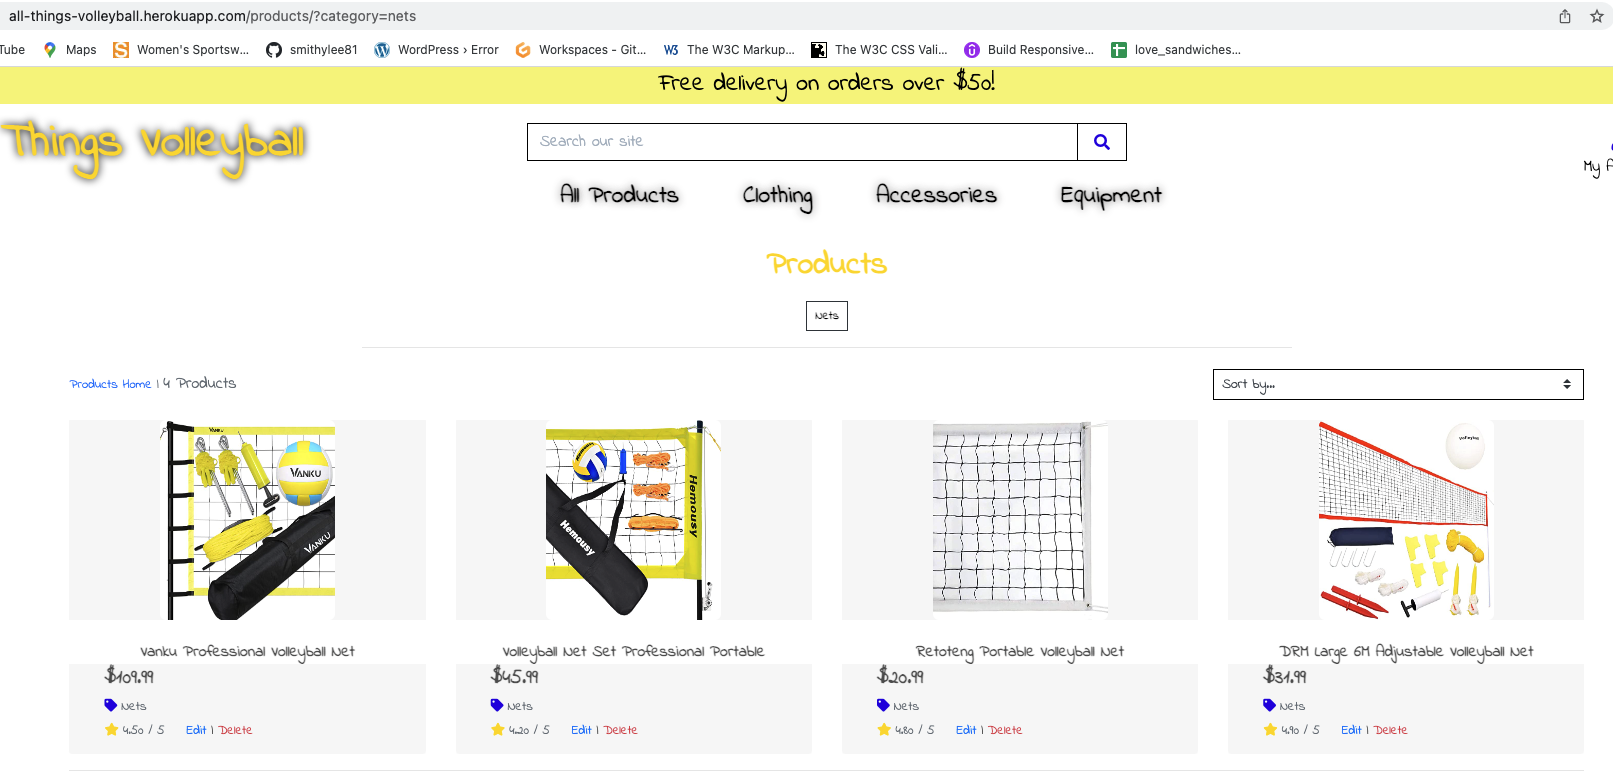 all-things-volleyball.herokuapp.com/products/?category=nets
Tube Maps Women's Sportsw... smithylee81 WordPress › Error Workspaces - Git... The W3C Markup... The W3C CSS Vali... Build Responsive... love_sandwiches...
Free delivery on orders over $50!
Things Volleyball
Search our site
My A
All Products Clothing Accessories Equipment
Products
Nets
Products Home | 4 Products
Sort by...
VANKU
VANKU
Hemousy
Hemousy
Hemousy
Volleyball
Vanku Professional Volleyball Net
$109.99
Nets
4.50 / 5 Edit | Delete
Volleyball Net Set Professional Portable
$45.99
Nets
4.20 / 5 Edit | Delete
Retoteng Portable Volleyball Net
$20.99
Nets
4.80 / 5 Edit | Delete
DRM Large 6M Adjustable Volleyball Net
$31.99
Nets
4.90 / 5 Edit | Delete